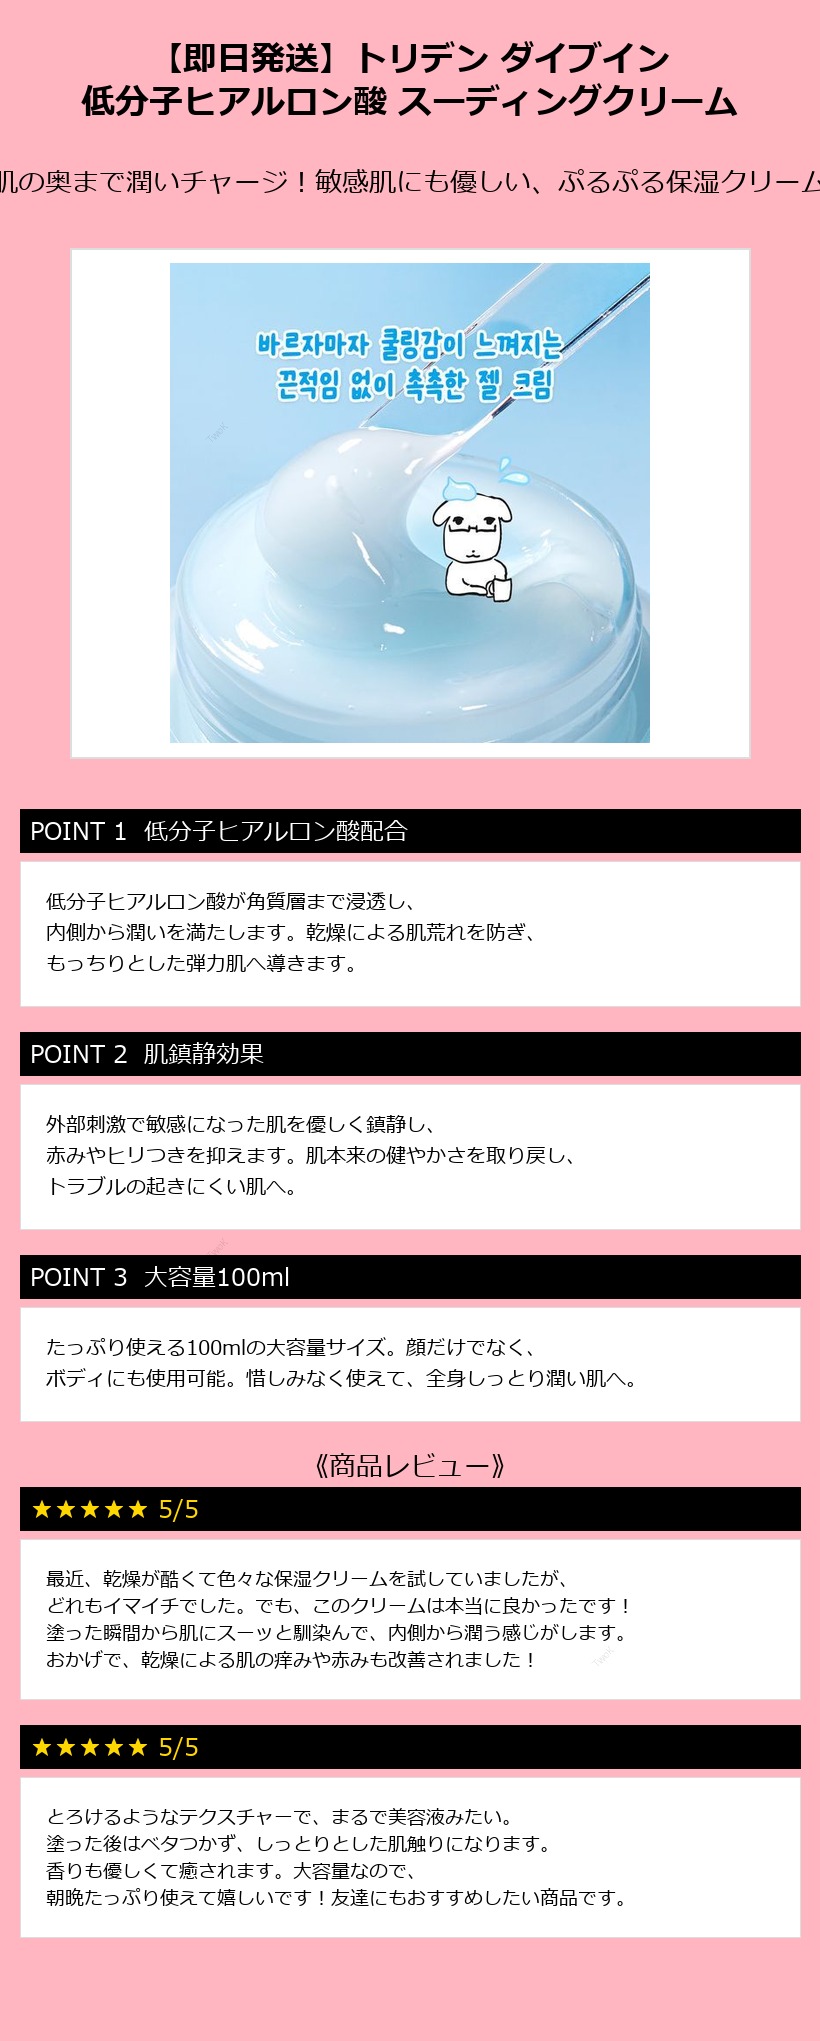 【即日発送】トリデン ダイブイン
低分子ヒアルロン酸 スーディングクリーム
肌の奥まで潤いチャージ！敏感肌にも優しい、ぷるぷる保湿クリーム
바르자마자 쿨링감이 느껴지는
끈적임 없이 촉촉한 젤 크림
POINT 1 低分子ヒアルロン酸配合
低分子ヒアルロン酸が角質層まで浸透し、
内側から潤いを満たします。乾燥による肌荒れを防ぎ、
もっちりとした弾力肌へ導きます。
POINT 2 肌鎮静効果
外部刺激で敏感になった肌を優しく鎮静し、
赤みやヒリつきを抑えます。肌本来の健やかさを取り戻し、
トラブルの起きにくい肌へ。
POINT 3 大容量100ml
たっぷり使える100mlの大容量サイズ。顔だけでなく、
ボディにも使用可能。惜しみなく使えて、全身しっとり潤い肌へ。
《商品レビュー》
★★★★★ 5/5
最近、乾燥が酷くて色々な保湿クリームを試していましたが、
どれもイマイチでした。でも、このクリームは本当に良かったです！
塗った瞬間から肌にスーッと馴染んで、内側から潤う感じがします。
おかげで、乾燥による肌の痒みや赤みも改善されました！
★★★★★ 5/5
とろけるようなテクスチャーで、まるで美容液みたい。
塗った後はベタつかず、しっとりとした肌触りになります。
香りも優しくて癒されます。大容量なので、
朝晩たっぷり使えて嬉しいです！友達にもおすすめしたい商品です。